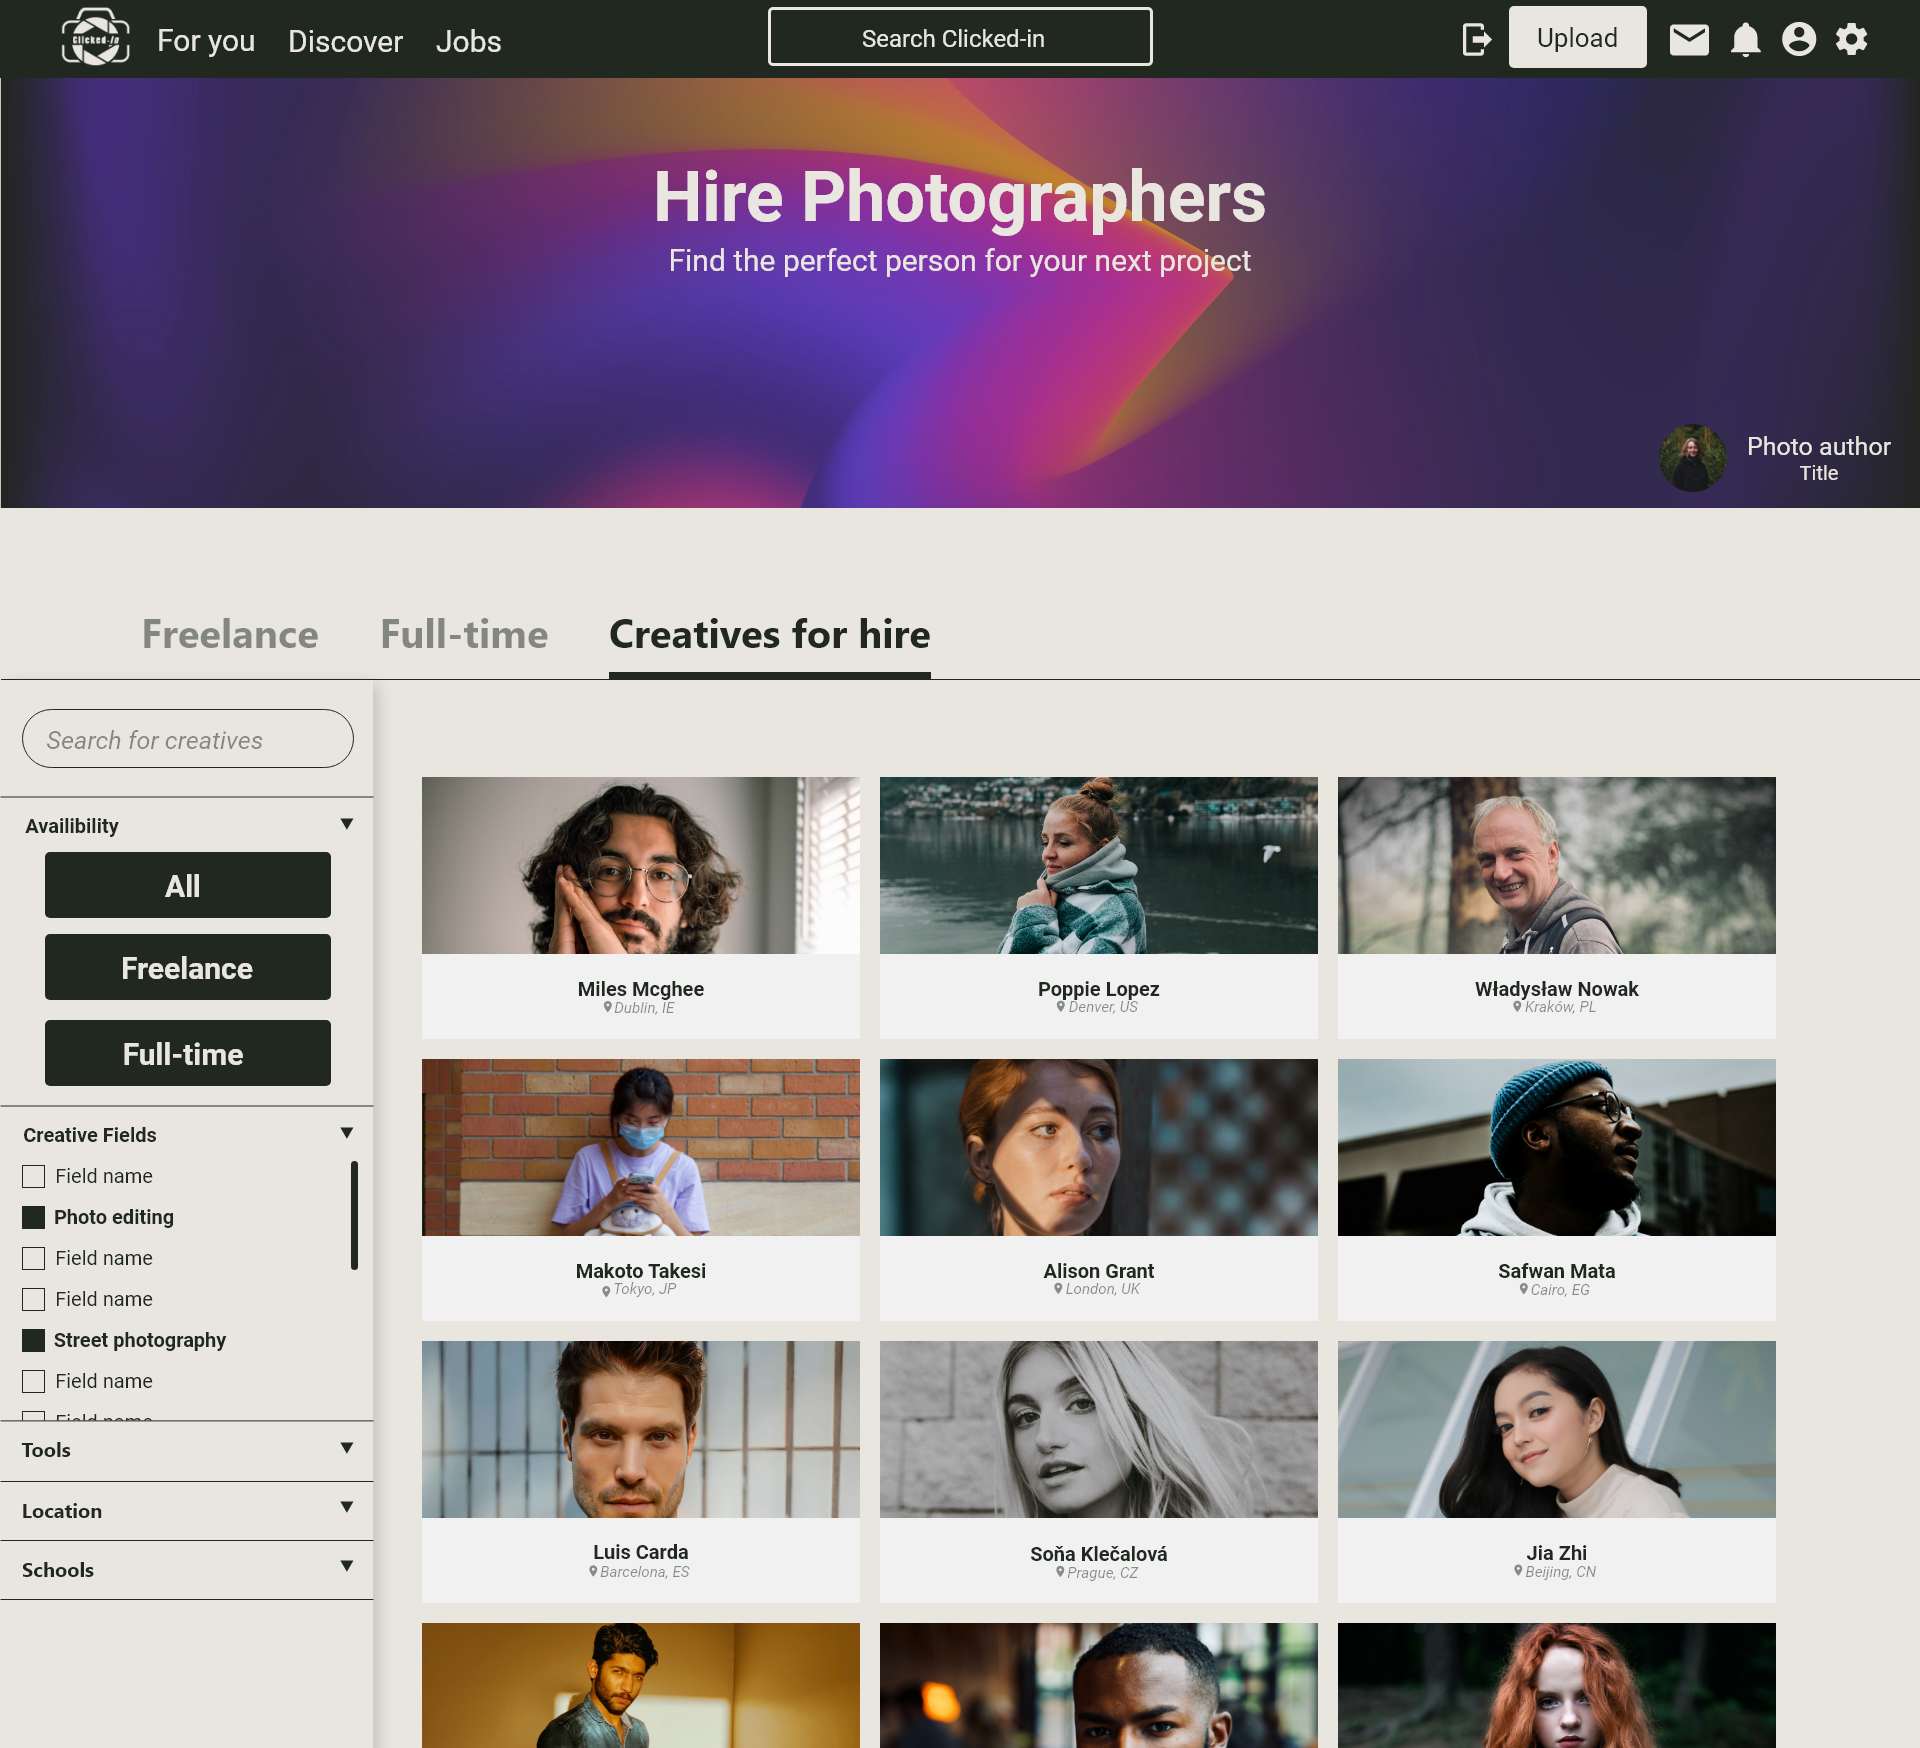 Clicked-in
For you
Discover
Jobs
Search Clicked-in
Upload
Hire Photographers
Find the perfect person for your next project
Photo author
Title
Freelance
Full-time
Creatives for hire
Search for creatives
Availibility
All
Freelance
Full-time
Creative Fields
Field name
Photo editing
Field name
Field name
Street photography
Field name
Field name
Tools
Location
Schools
Miles Mcghee
Dublin, IE
Poppie Lopez
Denver, US
Władysław Nowak
Kraków, PL
Makoto Takesi
Tokyo, JP
Alison Grant
London, UK
Safwan Mata
Cairo, EG
Luis Carda
Barcelona, ES
Soňa Klečalová
Prague, CZ
Jia Zhi
Beijing, CN